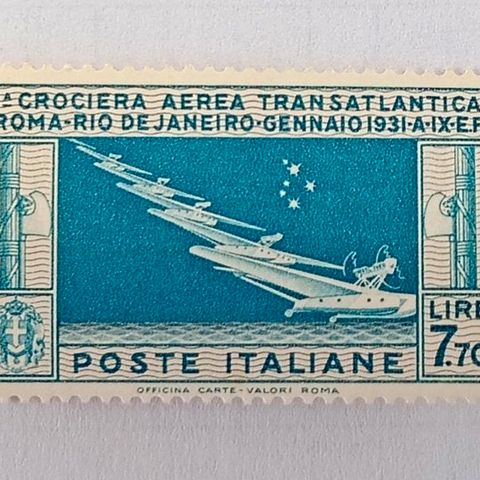 ª CROCIERA AEREA TRANSATLANTICA
ROMA-RIO DE JANEIRO-GENNAIO 1931-A·IX·E.F.
LIRE
7.70
POSTE ITALIANE
OFFICINA CARTE-VALORI ROMA